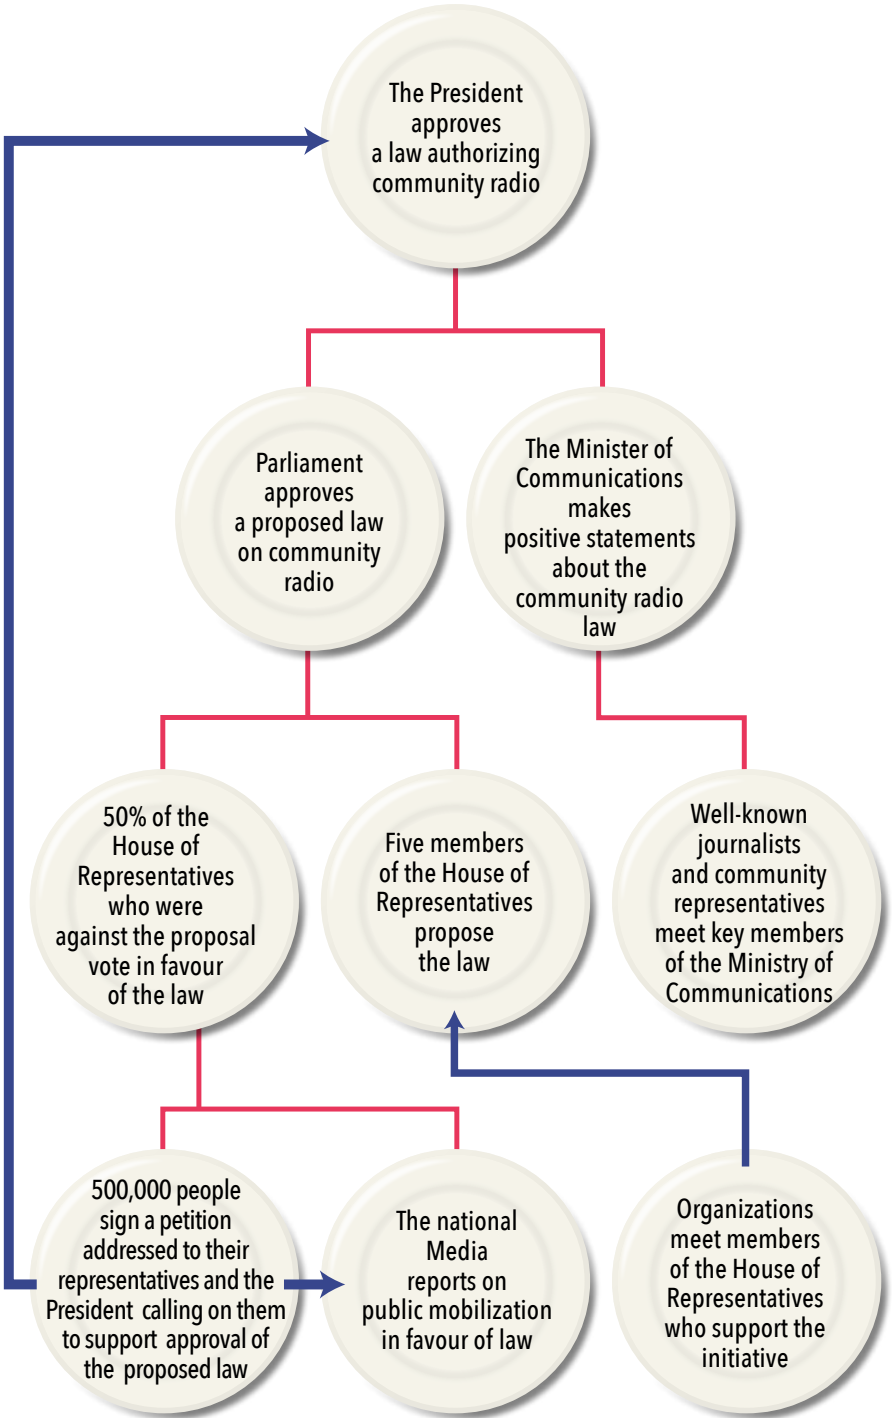 The President
approves
a law authorizing
community radio
Parliament
approves
a proposed law
on community
radio
The Minister of
Communications
makes
positive statements
about the
community radio
law
50% of the
House of
Representatives
who were
against the proposal
vote in favour
of the law
Five members
of the House of
Representatives
propose
the law
Well-known
journalists
and community
representatives
meet key members
of the Ministry of
Communications
500,000 people
sign a petition
addressed to their
representatives and the
President calling on them
to support approval of
the proposed law
The national
Media
reports on
public mobilization
in favour of law
Organizations
meet members
of the House of
Representatives
who support the
initiative